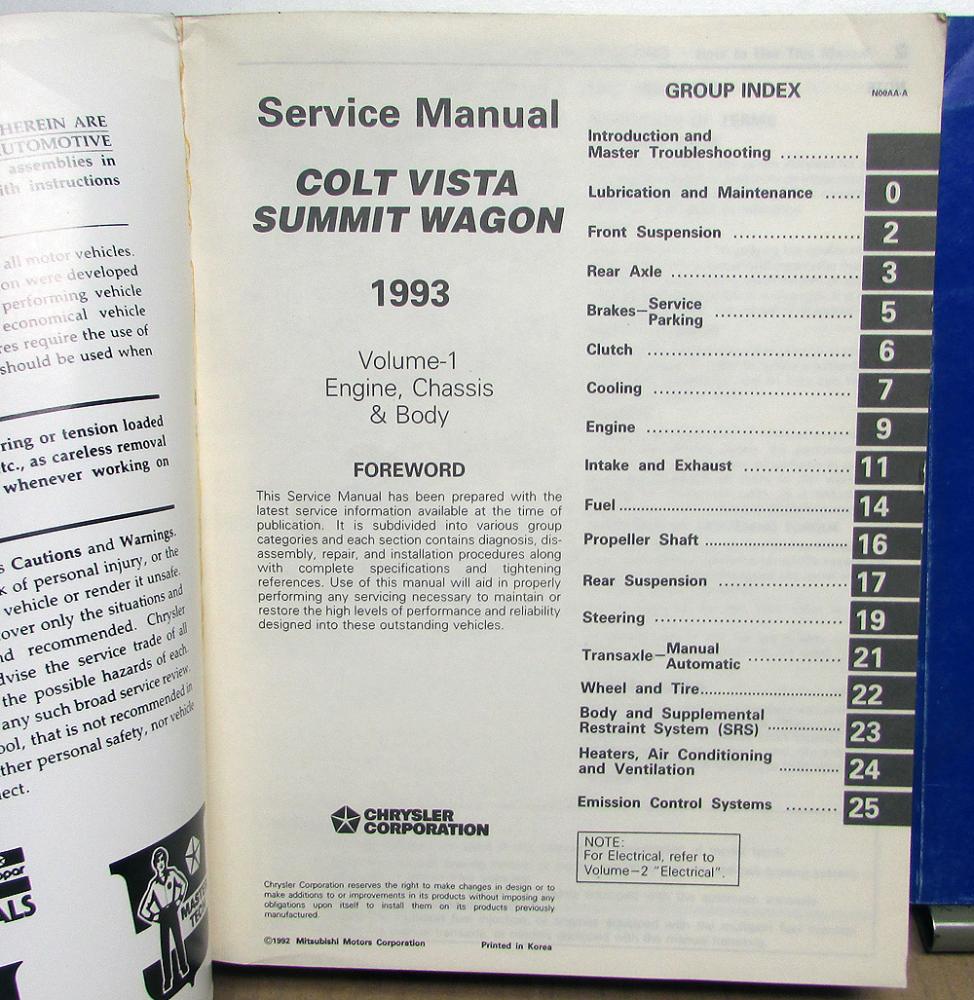 HEREIN ARE
UTOMOTIVE
assemblies in
ith instructions
all motor vehicles.
on were developed
performing vehicle
economical vehicle
res require the use of
should be used when
ring or tension loaded
etc., as careless removal
whenever working on
s Cautions and Warnings.
k of personal injury, or the
vehicle or render it unsafe.
over only the situations and
nd recommended. Chrysler
dvise the service trade of all
the possible hazards of each.
any such broad service review.
ool, that is not recommended in
ther personal safety, nor vehicle
ect.
opar
ALS
MASTER
TECH
Service Manual
COLT VISTA
SUMMIT WAGON
1993
Volume-1
Engine, Chassis
& Body
FOREWORD
This Service Manual has been prepared with the
latest service information available at the time of
publication. It is subdivided into various group
categories and each section contains diagnosis, dis-
assembly, repair, and installation procedures along
with complete specifications and tightening
references. Use of this manual will aid in properly
performing any servicing necessary to maintain or
restore the high levels of performance and reliability
designed into these outstanding vehicles.
CHRYSLER
CORPORATION
Chrysler Corporation reserves the right to make changes in design or to
make additions to or improvements in its products without imposing any
obligations upon itself to install them on its products previously
manufactured.
©1992 Mitsubishi Motors Corporation Printed in Korea
GROUP INDEX
N00AA-A
Introduction and
Master Troubleshooting ............
Lubrication and Maintenance ...... 0
Front Suspension .................. 2
Rear Axle ........................... 3
Brakes—Service
Parking .................... 5
Clutch .............................. 6
Cooling ............................. 7
Engine .............................. 9
Intake and Exhaust ................ 11
Fuel ................................. 14
Propeller Shaft ..................... 16
Rear Suspension ................... 17
Steering ............................ 19
Transaxle—Manual
Automatic .............. 21
Wheel and Tire ..................... 22
Body and Supplemental
Restraint System (SRS) ............ 23
Heaters, Air Conditioning
and Ventilation ............ 24
Emission Control Systems ......... 25
NOTE:
For Electrical, refer to
Volume-2 "Electrical".